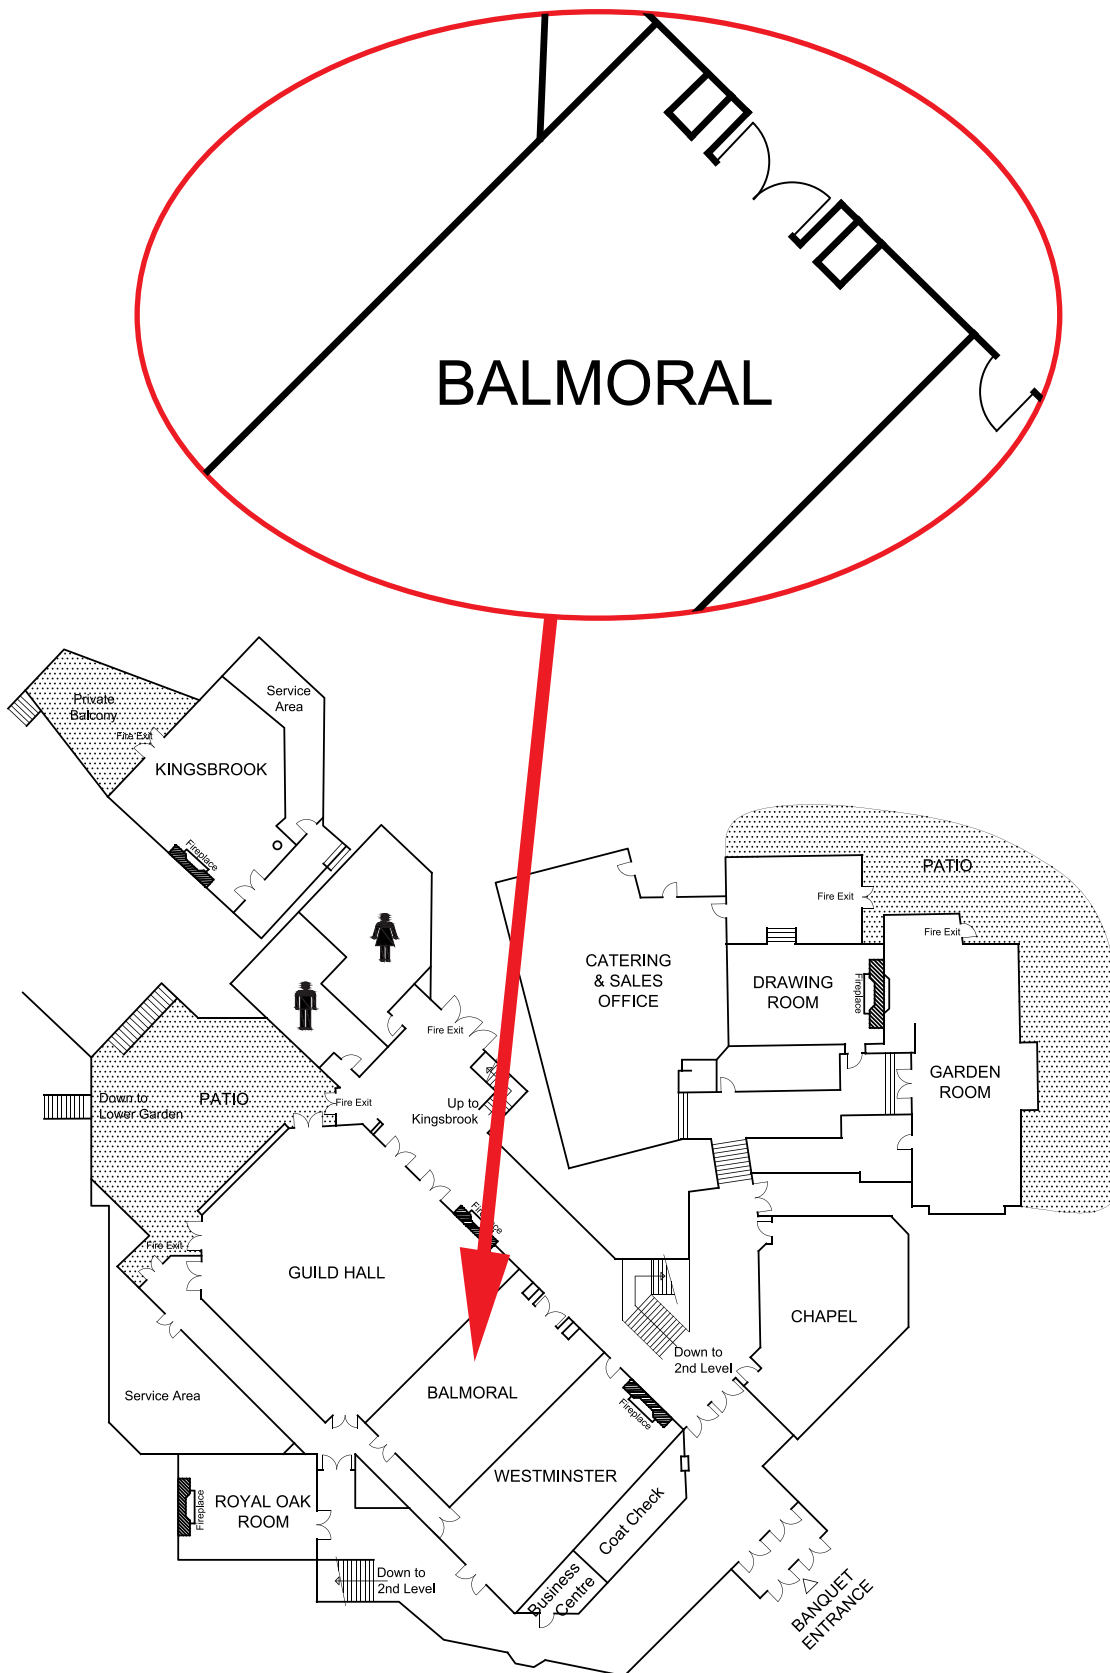 BALMORAL
Private
Balcony
Service
Area
Fire Exit
KINGSBROOK
Fireplace
PATIO
Fire Exit
Fire Exit
CATERING
& SALES
OFFICE
DRAWING
ROOM
Fireplace
GARDEN
ROOM
Fire Exit
Down to
Lower Garden
PATIO
Fire Exit
Up to
Kingsbrook
Fireplace
Fire Exit
GUILD HALL
CHAPEL
Down to
2nd Level
BALMORAL
Service Area
Fireplace
WESTMINSTER
ROYAL OAK
ROOM
Fireplace
Coat Check
Business
Centre
Down to
2nd Level
BANQUET
ENTRANCE